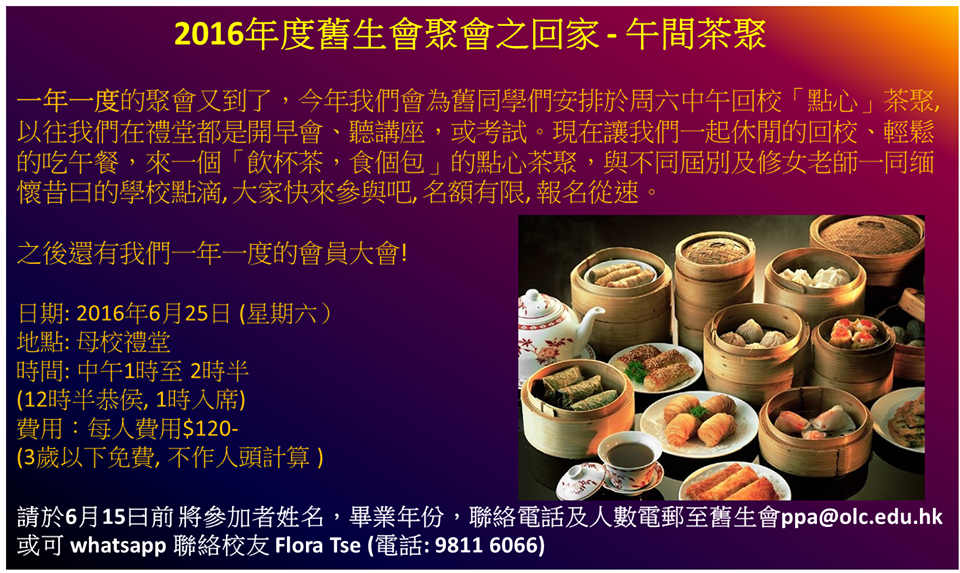 2016年度舊生會聚會之回家 - 午間茶聚
一年一度的聚會又到了，今年我們會為舊同學們安排於周六中午回校「點心」茶聚,
以往我們在禮堂都是開早會、聽講座，或考試。現在讓我們一起休閒的回校、輕鬆
的吃午餐，來一個「飲杯茶，食個包」的點心茶聚，與不同屆別及修女老師一同缅
懷昔日的學校點滴, 大家快來參與吧, 名額有限, 報名從速。
之後還有我們一年一度的會員大會!
日期: 2016年6月25日 (星期六）
地點: 母校禮堂
時間: 中午1時至 2時半
(12時半恭侯, 1時入席)
費用：每人費用$120-
(3歲以下免費, 不作人頭計算 )
請於6月15日前 將參加者姓名，畢業年份，聯絡電話及人數電郵至舊生會ppa@olc.edu.hk
或可 whatsapp 聯絡校友 Flora Tse (電話: 9811 6066)